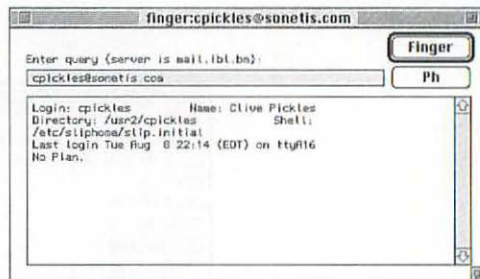 finger:cpickles@sonetis.com
Enter query (server is mail.lbl.bn):
Finger
cpickles@sonetis.com
Ph
Login: cpickles Name: Clive Pickles
Directory: /usr2/cpickles Shell:
/etc/sliphome/slip.initial
Last login Tue Aug 8 22:14 (EDT) on ttyA16
No Plan.